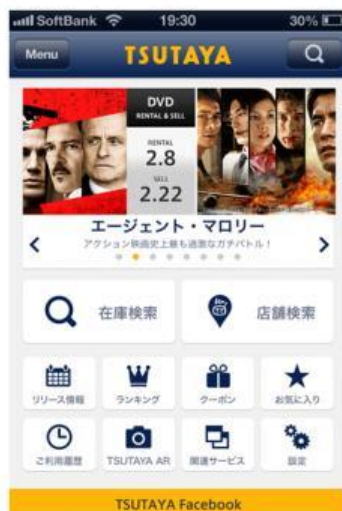 SoftBank 19:30 30%
Menu TSUTAYA
DVD
RENTAL & SELL
RENTAL
2.8
SELL
2.22
エージェント・マロリー
アクション映画史上最も過激なガチバトル!
在庫検索 店舗検索
リリース情報 ランキング クーポン お気に入り
ご利用履歴 TSUTAYA AR 関連サービス 設定
TSUTAYA Facebook